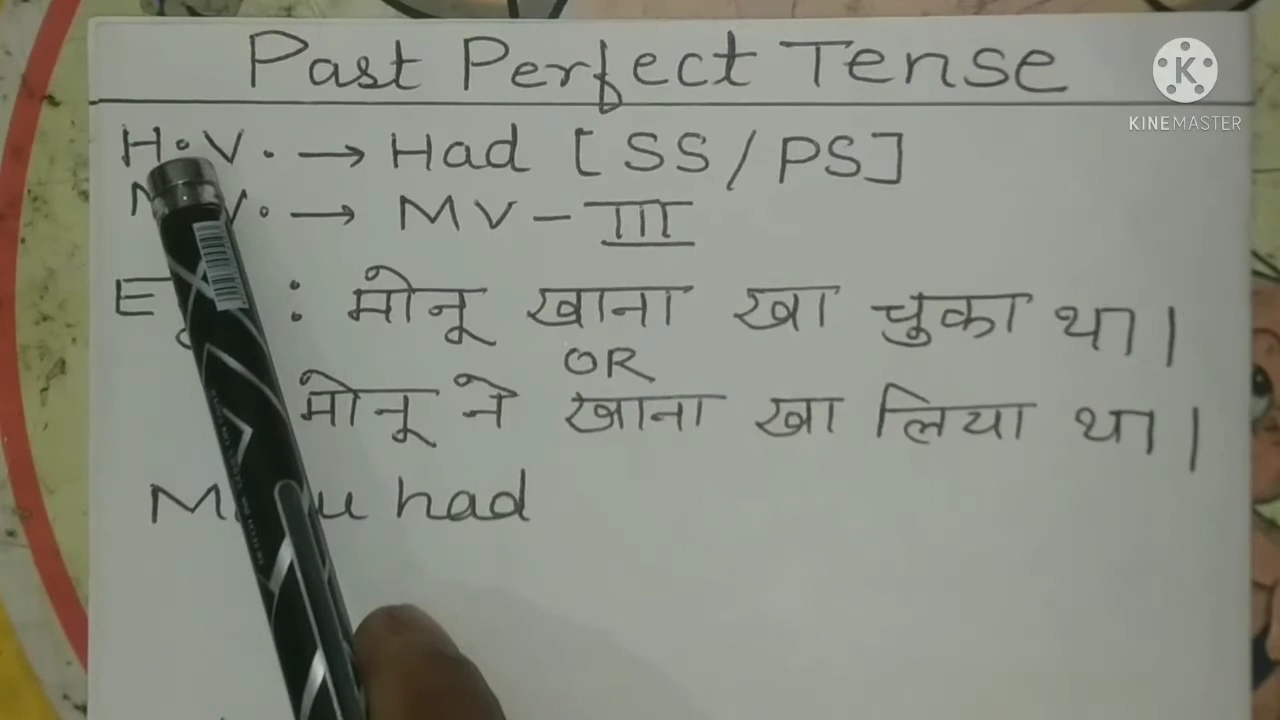 Past Perfect Tense
H.V. → Had [SS/PS]
→ MV - III
: मोनू खाना खा चुका था।
OR
मोनू ने खाना खा लिया था।
had
K
KINEMASTER